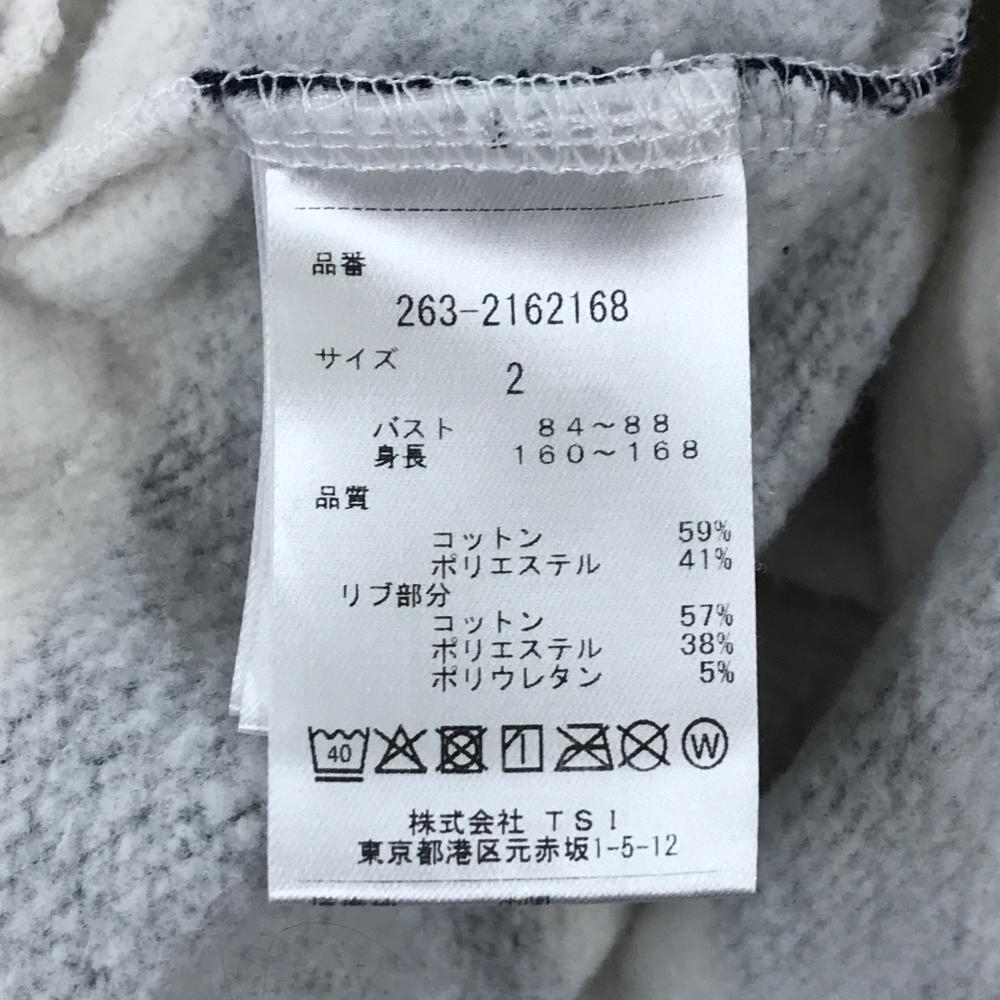 品番
263-2162168
サイズ
2
バスト 84〜88
身長 160〜168
品質
コットン 59%
ポリエステル 41%
リブ部分
コットン 57%
ポリエステル 38%
ポリウレタン 5%
40
W
株式会社 TSI
東京都港区元赤坂1-5-12